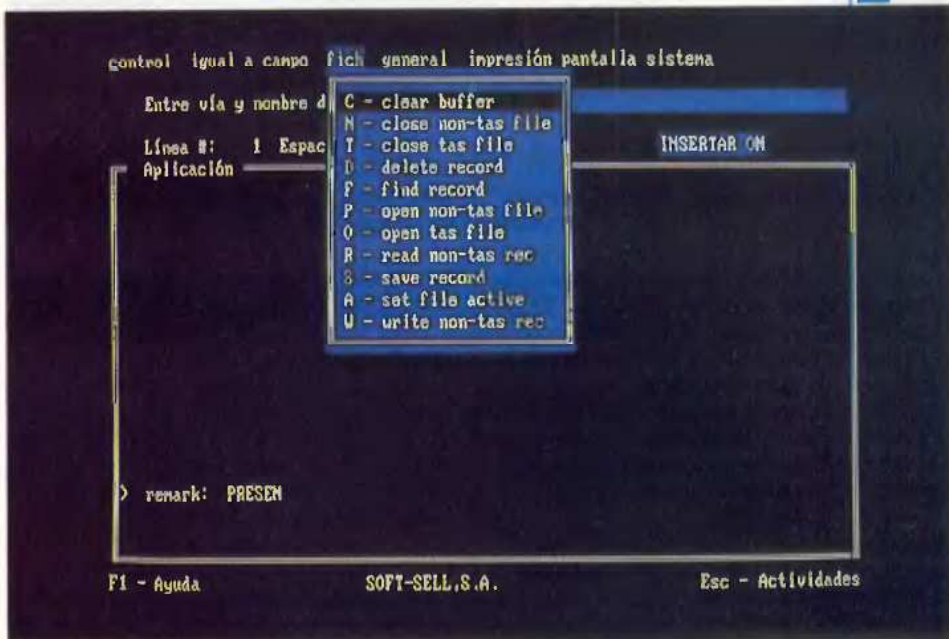 control igual a campo fich general impresión pantalla sistema
Entre vía y nombre d
Línea #: 1 Espac
INSERTAR ON
Aplicación
C - clear buffer
N - close non-tas file
T - close tas file
D - delete record
F - find record
P - open non-tas file
O - open tas file
R - read non-tas rec
S - save record
A - set file active
W - write non-tas rec
> remark: PRESEN
F1 - Ayuda SOFT-SELL,S.A. Esc - Actividades